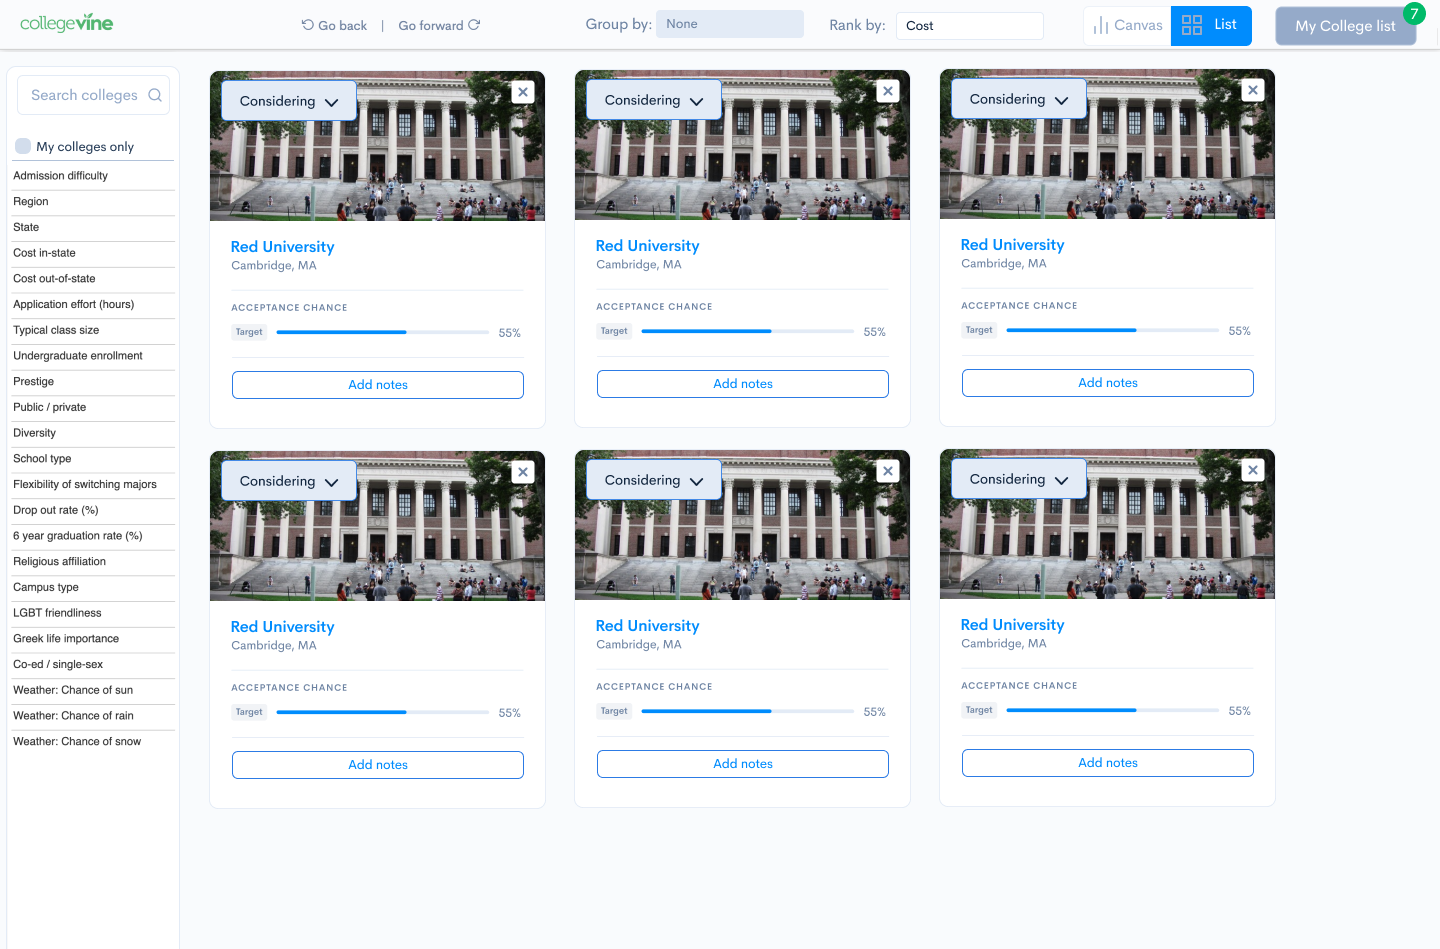 collegevine
Go back | Go forward
Group by: None
Rank by: Cost
Canvas
List
My College list
7
Search colleges
My colleges only
Admission difficulty
Region
State
Cost in-state
Cost out-of-state
Application effort (hours)
Typical class size
Undergraduate enrollment
Prestige
Public / private
Diversity
School type
Flexibility of switching majors
Drop out rate (%)
6 year graduation rate (%)
Religious affiliation
Campus type
LGBT friendliness
Greek life importance
Co-ed / single-sex
Weather: Chance of sun
Weather: Chance of rain
Weather: Chance of snow
Considering
Red University
Cambridge, MA
ACCEPTANCE CHANCE
Target 55%
Add notes
Considering
Red University
Cambridge, MA
ACCEPTANCE CHANCE
Target 55%
Add notes
Considering
Red University
Cambridge, MA
ACCEPTANCE CHANCE
Target 55%
Add notes
Considering
Red University
Cambridge, MA
ACCEPTANCE CHANCE
Target 55%
Add notes
Considering
Red University
Cambridge, MA
ACCEPTANCE CHANCE
Target 55%
Add notes
Considering
Red University
Cambridge, MA
ACCEPTANCE CHANCE
Target 55%
Add notes